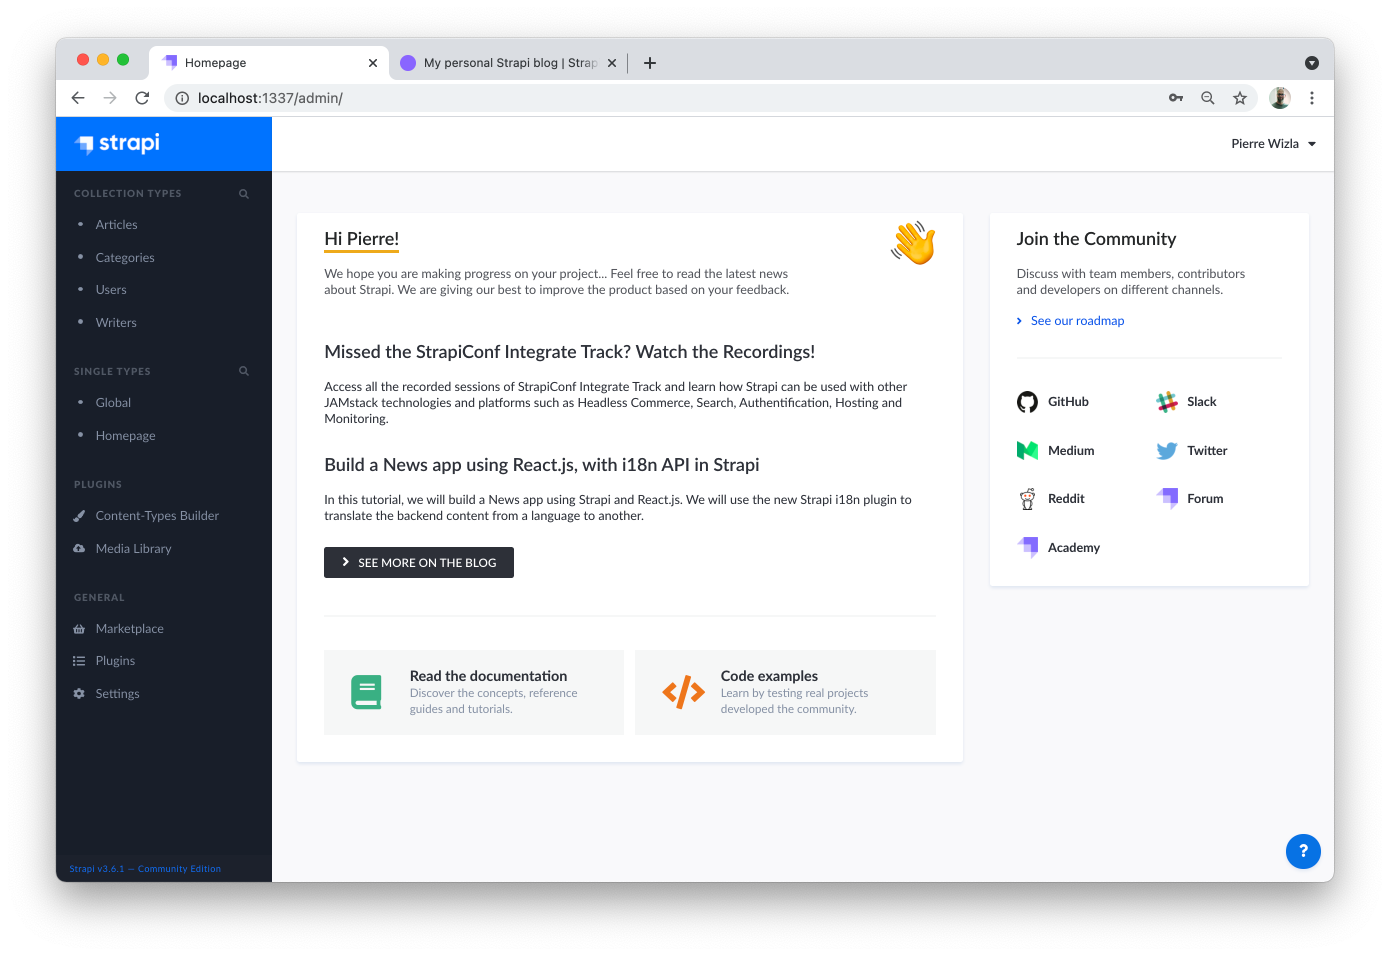 Homepage
My personal Strapi blog | Strap
localhost:1337/admin/
strapi
Pierre Wizla
COLLECTION TYPES
Articles
Categories
Users
Writers
SINGLE TYPES
Global
Homepage
PLUGINS
Content-Types Builder
Media Library
GENERAL
Marketplace
Plugins
Settings
Strapi v3.6.1 — Community Edition
Hi Pierre!
We hope you are making progress on your project... Feel free to read the latest news
about Strapi. We are giving our best to improve the product based on your feedback.
Missed the StrapiConf Integrate Track? Watch the Recordings!
Access all the recorded sessions of StrapiConf Integrate Track and learn how Strapi can be used with other
JAMstack technologies and platforms such as Headless Commerce, Search, Authentification, Hosting and
Monitoring.
Build a News app using React.js, with i18n API in Strapi
In this tutorial, we will build a News app using Strapi and React.js. We will use the new Strapi i18n plugin to
translate the backend content from a language to another.
SEE MORE ON THE BLOG
Read the documentation
Discover the concepts, reference
guides and tutorials.
Code examples
Learn by testing real projects
developed the community.
Join the Community
Discuss with team members, contributors
and developers on different channels.
See our roadmap
GitHub
Slack
Medium
Twitter
Reddit
Forum
Academy
?